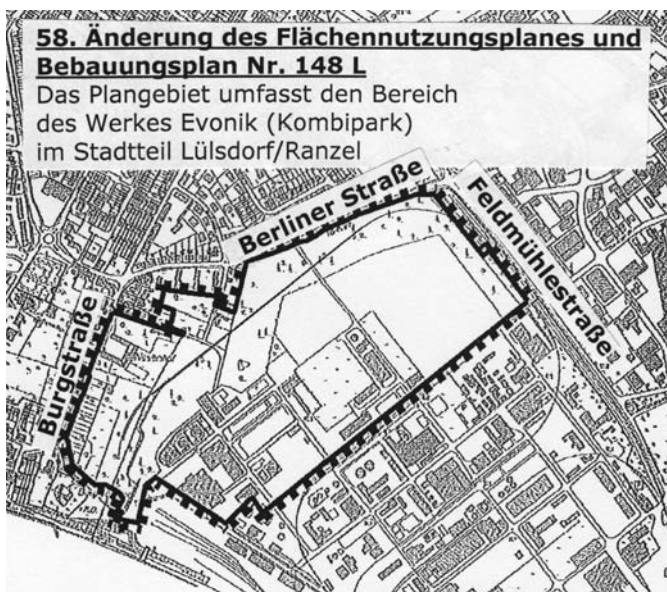 58. Änderung des Flächennutzungsplanes und
Bebauungsplan Nr. 148 L
Das Plangebiet umfasst den Bereich
des Werkes Evonik (Kombipark)
im Stadtteil Lülsdorf/Ranzel
Berliner Straße
Feldmühlestraße
Burgstraße